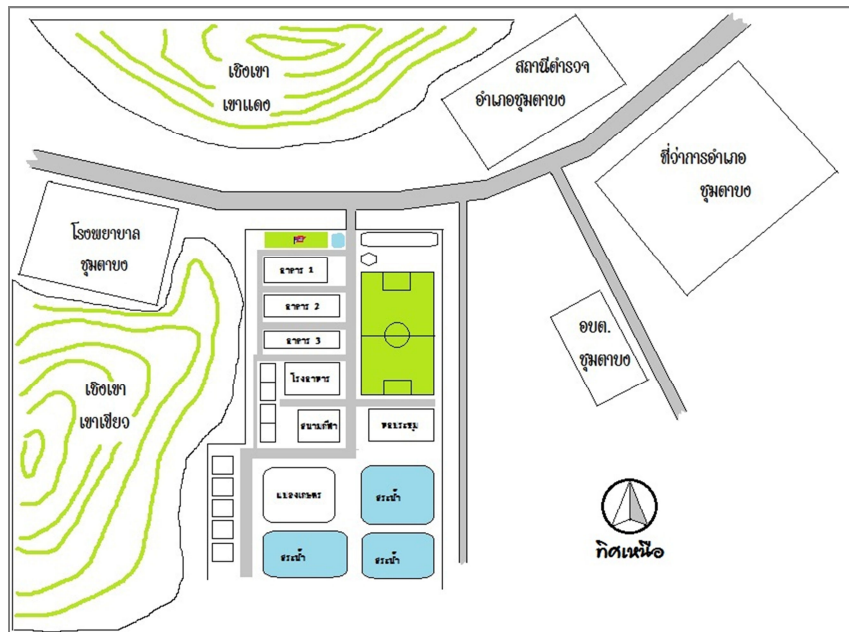 เชิงเขา
เขาแดง
สถานีตำรวจ
อำเภอชุมตาบง
ที่ว่าการอำเภอ
ชุมตาบง
โรงพยาบาล
ชุมตาบง
อาคาร 1
อาคาร 2
อาคาร 3
โรงอาหาร
สนามกีฬา
หอประชุม
อบต.
ชุมตาบง
เชิงเขา
เขาเขียว
แปลงเกษตร
สระน้ำ
สระน้ำ
สระน้ำ
ทิศเหนือ